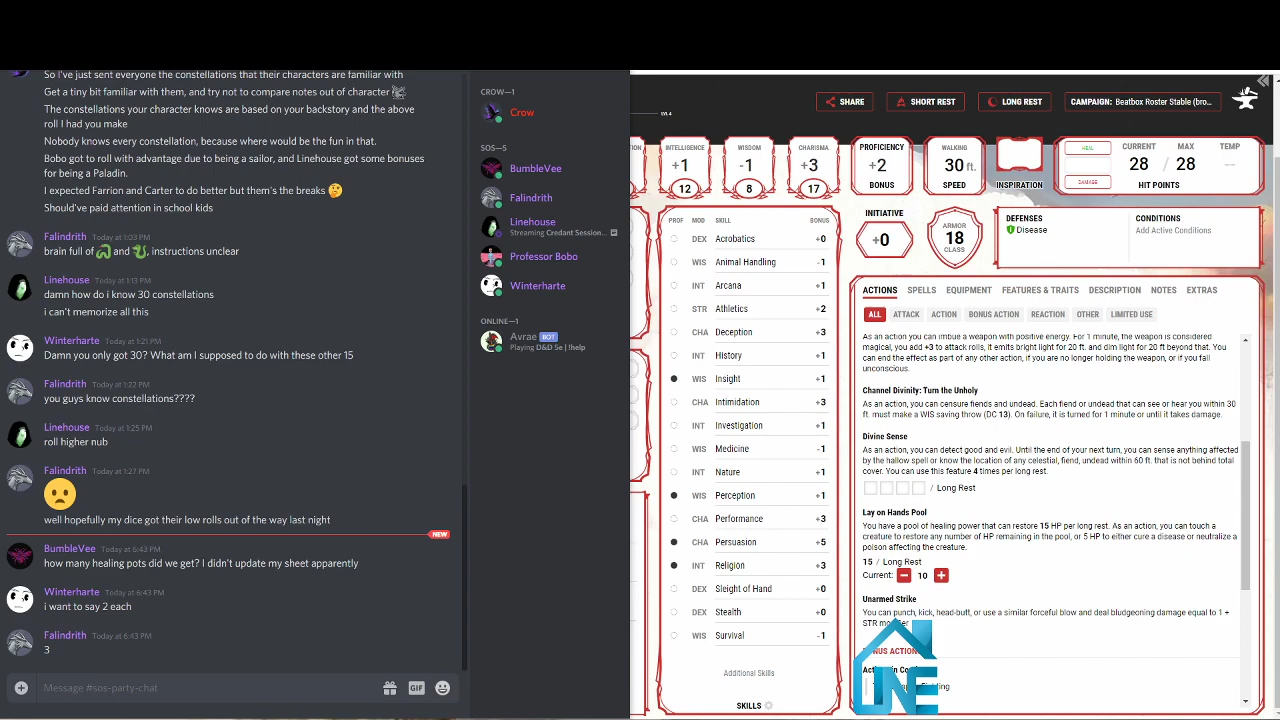 So I've just sent everyone the constellations that their characters are familiar with
Get a tiny bit familiar with them, and try not to compare notes out of character
The constellations your character knows are based on your backstory and the above
roll I had you make
Nobody knows every constellation, because where would the fun in that.
Bobo got to roll with advantage due to being a sailor, and Linehouse got some bonuses
for being a Paladin.
I expected Farrion and Carter to do better but them's the breaks
Should've paid attention in school kids
Falindrith Today at 1:03 PM
brain full of and , instructions unclear
Linehouse Today at 1:13 PM
damn how do i know 30 constellations
i can't memorize all this
Winterharte Today at 1:21 PM
Damn you only got 30? What am I supposed to do with these other 15
Falindrith Today at 1:22 PM
you guys know constellations????
Linehouse Today at 1:25 PM
roll higher nub
Falindrith Today at 1:27 PM
well hopefully my dice got their low rolls out of the way last night
NEW
BumbleVee Today at 6:43 PM
how many healing pots did we get? I didn't update my sheet apparently
Winterharte Today at 6:43 PM
i want to say 2 each
Falindrith Today at 6:43 PM
3
Message #sos-party-chat
GIF
CROW—1
Crow
SOS—5
BumbleVee
Falindrith
Linehouse
Streaming Credant Session...
Professor Bobo
Winterharte
ONLINE—1
Avrae BOT
Playing D&D 5e | !help
LVL 4
SHARE
SHORT REST
LONG REST
CAMPAIGN: Beatbox Roster Stable (bro...
INTELLIGENCE
+1
12
WISDOM
-1
8
CHARISMA
+3
17
PROFICIENCY
+2
BONUS
WALKING
30 ft.
SPEED
INSPIRATION
HEAL
DAMAGE
CURRENT MAX TEMP
28 / 28 --
HIT POINTS
INITIATIVE
+0
ARMOR
18
CLASS
DEFENSES
Disease
CONDITIONS
Add Active Conditions
PROF MOD SKILL BONUS
DEX Acrobatics +0
WIS Animal Handling -1
INT Arcana +1
STR Athletics +2
CHA Deception +3
INT History +1
WIS Insight +1
CHA Intimidation +3
INT Investigation +1
WIS Medicine -1
INT Nature +1
WIS Perception +1
CHA Performance +3
CHA Persuasion +5
INT Religion +3
DEX Sleight of Hand +0
DEX Stealth +0
WIS Survival -1
Additional Skills
SKILLS
ACTIONS SPELLS EQUIPMENT FEATURES & TRAITS DESCRIPTION NOTES EXTRAS
ALL ATTACK ACTION BONUS ACTION REACTION OTHER LIMITED USE
As an action you can imbue a weapon with positive energy. For 1 minute, the weapon is considered
magical, you add +3 to attack rolls, it emits bright light for 20 ft. and dim light for 20 ft beyond that. You
can end the effect as part of any other action, if you are no longer holding the weapon, or if you fall
unconscious.
Channel Divinity: Turn the Unholy
As an action, you can censure fiends and undead. Each fiend or undead that can see or hear you within 30
ft. must make a WIS saving throw (DC 13). On failure, it is turned for 1 minute or until it takes damage.
Divine Sense
As an action, you can detect good and evil. Until the end of your next turn, you can sense anything affected
by the hallow spell or know the location of any celestial, fiend, undead within 60 ft. that is not behind total
cover. You can use this feature 4 times per long rest.
/ Long Rest
Lay on Hands Pool
You have a pool of healing power that can restore 15 HP per long rest. As an action, you can touch a
creature to restore any number of HP remaining in the pool, or 5 HP to either cure a disease or neutralize a
poison affecting the creature.
15 / Long Rest
Current: 10
Unarmed Strike
You can punch, kick, head-butt, or use a similar forceful blow and deal bludgeoning damage equal to 1 +
STR
BONUS ACTION